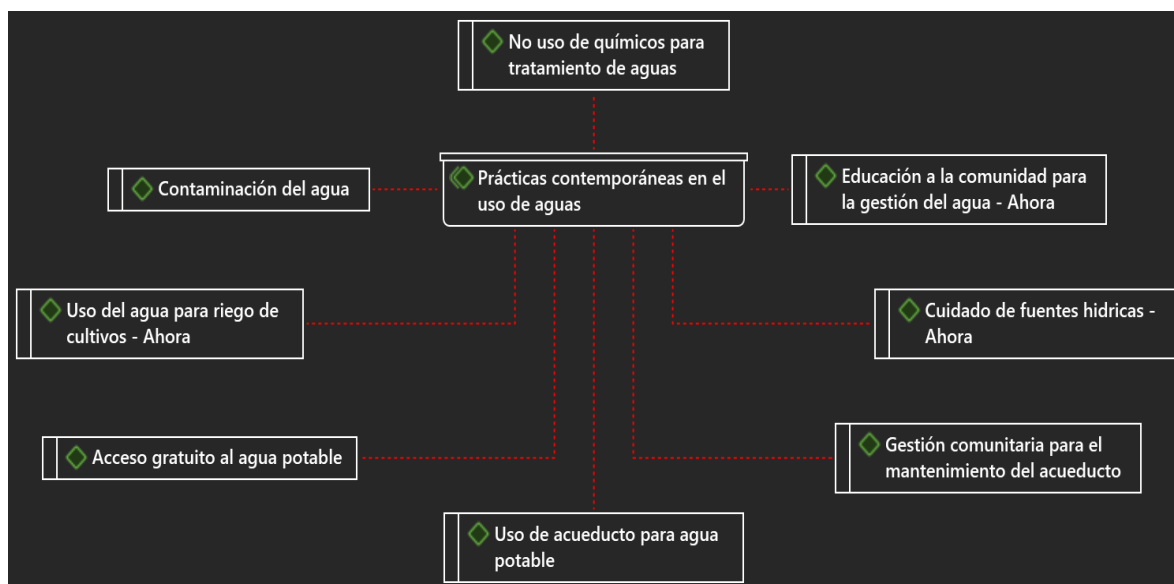 No uso de químicos para
tratamiento de aguas
Contaminación del agua
Prácticas contemporáneas en el
uso de aguas
Educación a la comunidad para
la gestión del agua - Ahora
Uso del agua para riego de
cultivos - Ahora
Cuidado de fuentes hidricas -
Ahora
Acceso gratuito al agua potable
Gestión comunitaria para el
mantenimiento del acueducto
Uso de acueducto para agua
potable